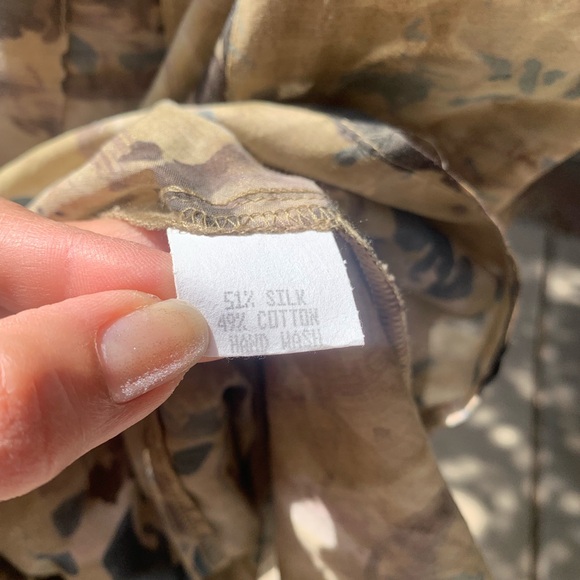 51% SILK
49% COTTON
HAND WASH